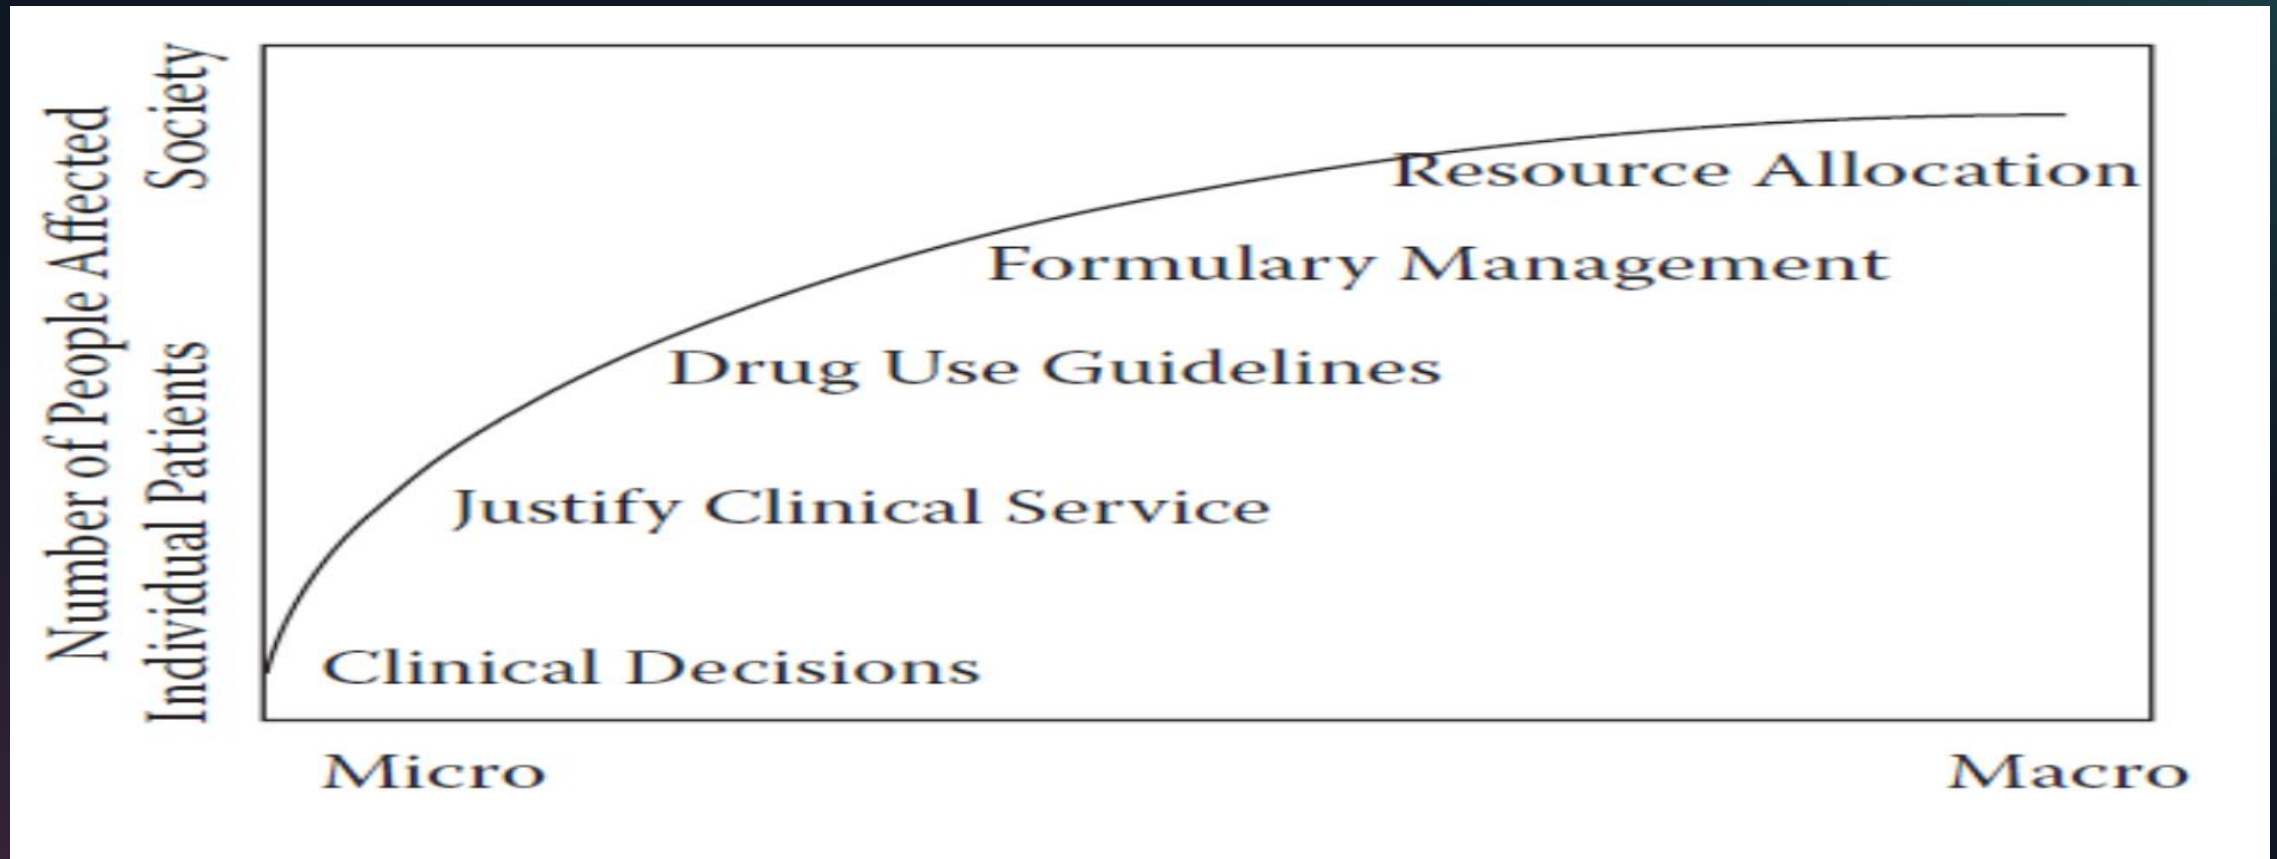 Number of People Affected
Individual Patients
Society
Resource Allocation
Formulary Management
Drug Use Guidelines
Justify Clinical Service
Clinical Decisions
Micro
Macro